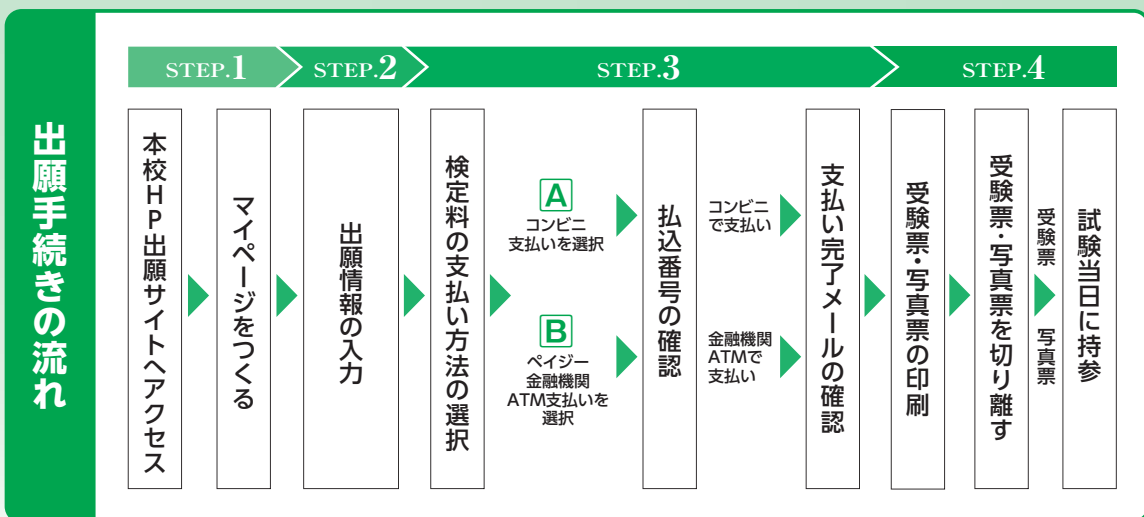 出願手続きの流れ
STEP.1
STEP.2
STEP.3
STEP.4
本校HP出願サイトへアクセス
マイページをつくる
出願情報の入力
検定料の支払い方法の選択
A
コンビニ
支払いを選択
B
ペイジー
金融機関
ATM支払いを
選択
払込番号の確認
コンビニ
で支払い
金融機関
ATMで
支払い
支払い完了メールの確認
受験票・写真票の印刷
受験票・写真票を切り離す
受験票
写真票
試験当日に持参